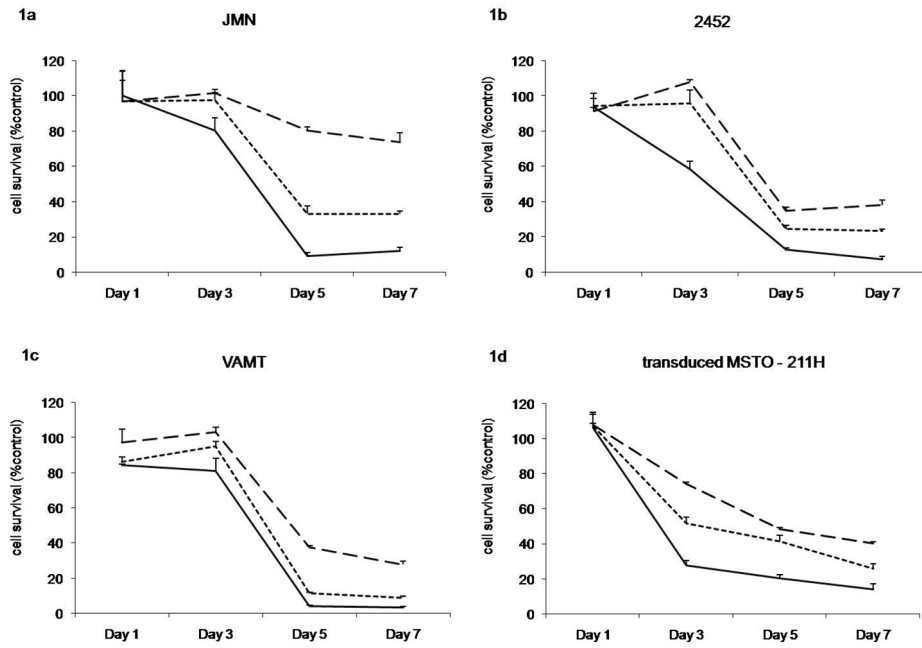 1a
JMN
cell survival (%control)
120
100
80
60
40
20
0
Day 1 Day 3 Day 5 Day 7
1b
2452
cell survival (%control)
120
100
80
60
40
20
0
Day 1 Day 3 Day 5 Day 7
1c
VAMT
cell survival (%control)
120
100
80
60
40
20
0
Day 1 Day 3 Day 5 Day 7
1d
transduced MSTO - 211H
cell survival (%control)
120
100
80
60
40
20
0
Day 1 Day 3 Day 5 Day 7